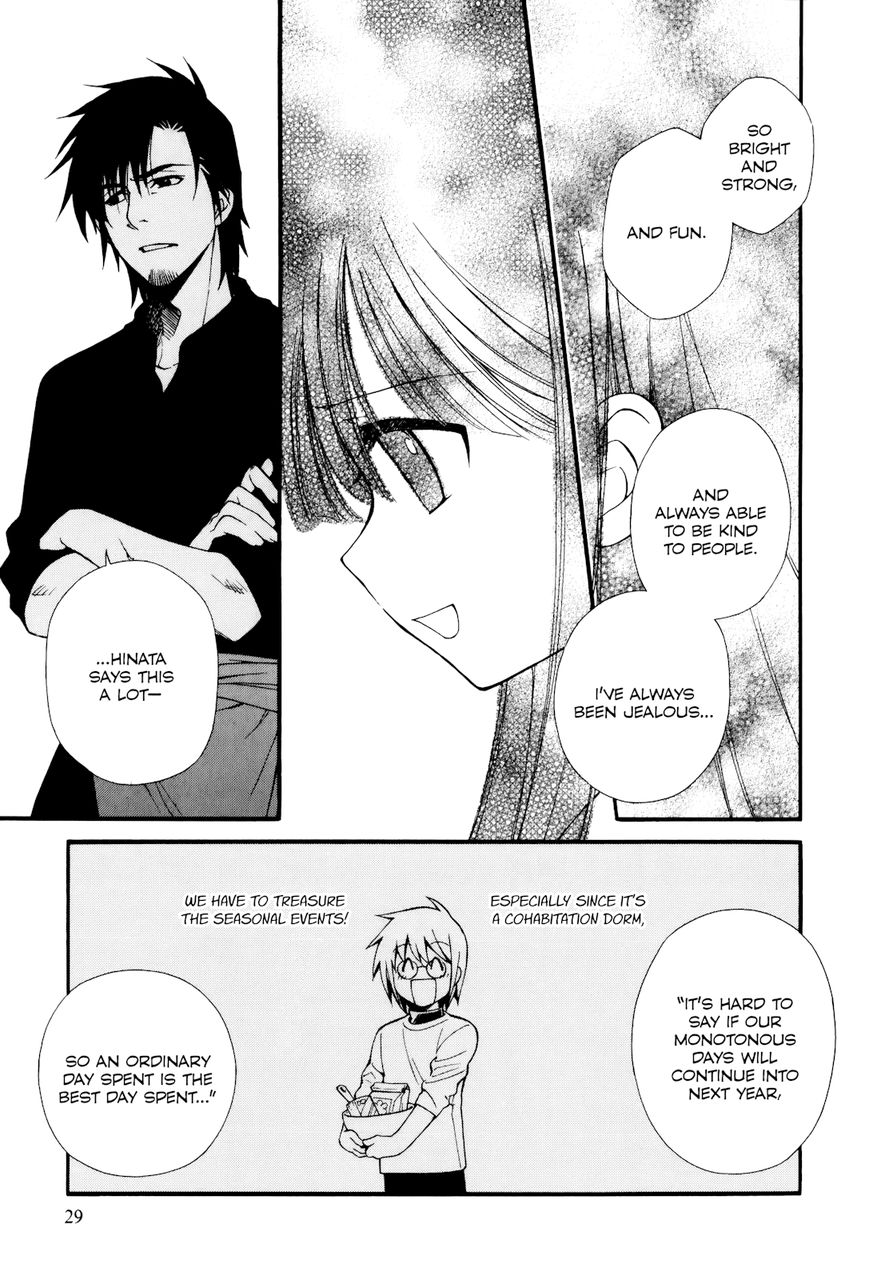 SO
BRIGHT
AND
STRONG,
AND FUN.
AND
ALWAYS ABLE
TO BE KIND
TO PEOPLE.
I'VE ALWAYS
BEEN JEALOUS...
...HINATA
SAYS THIS
A LOT—
"IT'S HARD TO
SAY IF OUR
MONOTONOUS
DAYS WILL
CONTINUE INTO
NEXT YEAR,
ESPECIALLY SINCE IT'S
A COHABITATION DORM,
WE HAVE TO TREASURE
THE SEASONAL EVENTS!
SO AN ORDINARY
DAY SPENT IS THE
BEST DAY SPENT..."
29